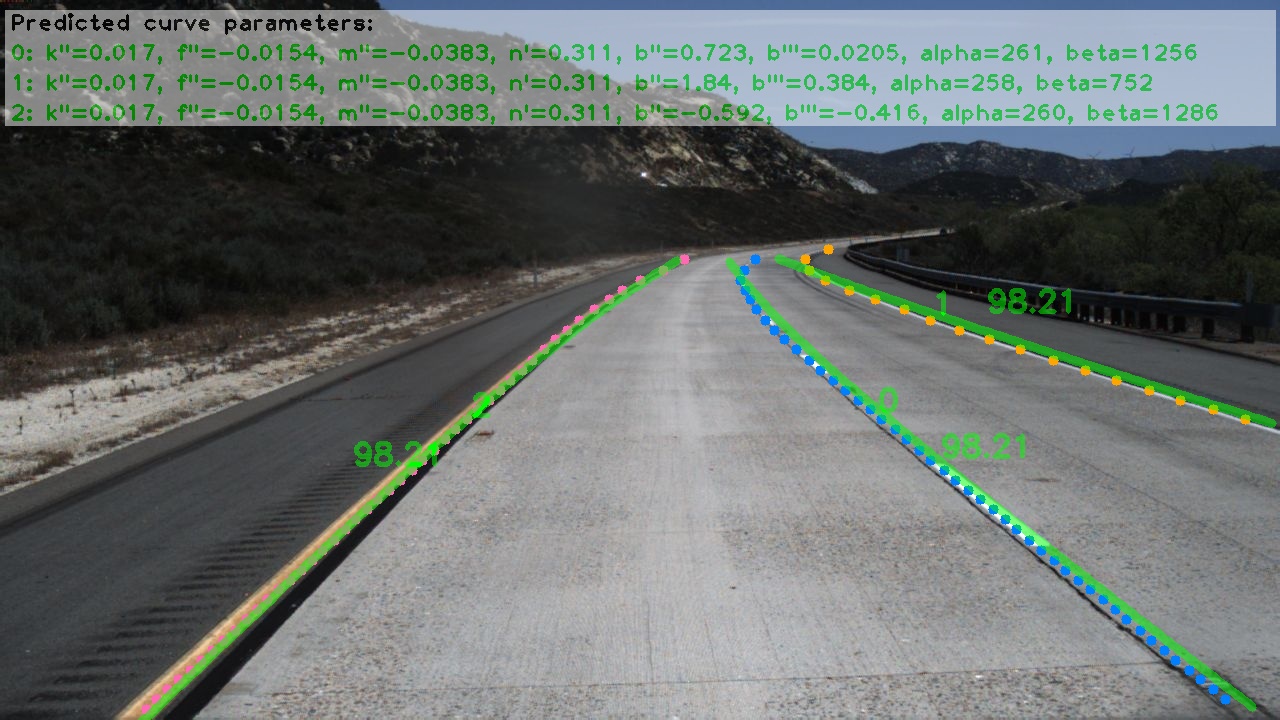 Predicted curve parameters:
0: k''=0.017, f''=-0.0154, m''=-0.0383, n'=0.311, b''=0.723, b'''=0.0205, alpha=261, beta=1256
1: k''=0.017, f''=-0.0154, m''=-0.0383, n'=0.311, b''=1.84, b'''=0.384, alpha=258, beta=752
2: k''=0.017, f''=-0.0154, m''=-0.0383, n'=0.311, b''=-0.592, b'''=-0.416, alpha=260, beta=1286
1 98.21
2
0
98.21
98.21